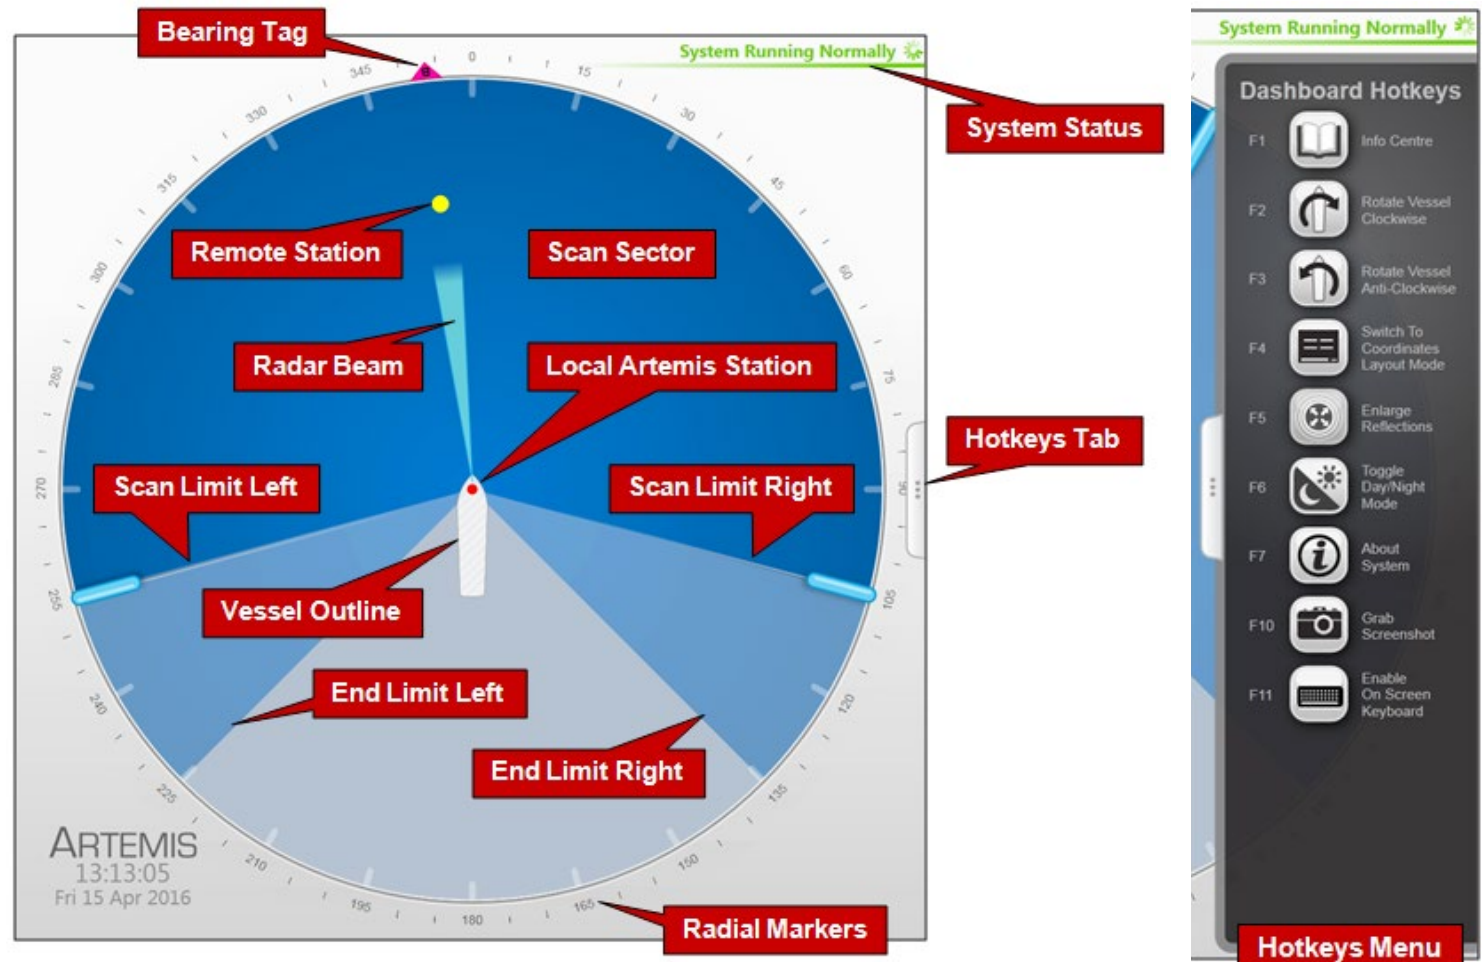 Bearing Tag
System Running Normally
System Status
345
B
0
15
330
30
315
45
Remote Station
Scan Sector
300
60
Radar Beam
Local Artemis Station
285
75
Hotkeys Tab
270
Scan Limit Left
Scan Limit Right
90
255
Vessel Outline
105
240
End Limit Left
120
End Limit Right
225
135
ARTEMIS
13:13:05
Fri 15 Apr 2016
210
150
195
180
165
Radial Markers
System Running Normally
Dashboard Hotkeys
F1
Info Centre
F2
Rotate Vessel
Clockwise
F3
Rotate Vessel
Anti-Clockwise
F4
Switch To
Coordinates
Layout Mode
F5
Enlarge
Reflections
F6
Toggle
Day/Night
Mode
F7
About
System
F10
Grab
Screenshot
F11
Enable
On Screen
Keyboard
Hotkeys Menu